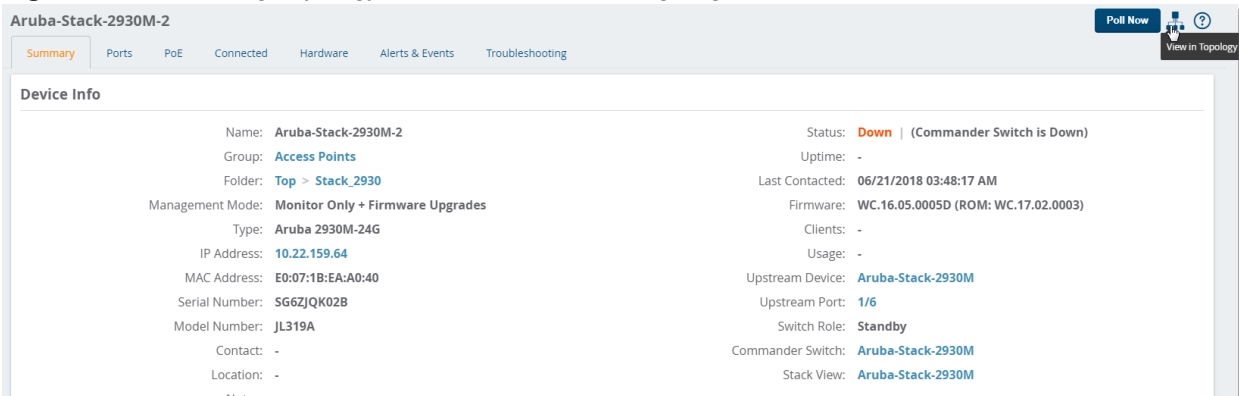 Aruba-Stack-2930M-2
Poll Now
View in Topology
Summary Ports PoE Connected Hardware Alerts & Events Troubleshooting
Device Info
Name: Aruba-Stack-2930M-2
Group: Access Points
Folder: Top > Stack_2930
Management Mode: Monitor Only + Firmware Upgrades
Type: Aruba 2930M-24G
IP Address: 10.22.159.64
MAC Address: E0:07:1B:EA:A0:40
Serial Number: SG6ZJQK02B
Model Number: JL319A
Contact: -
Location: -
Status: Down | (Commander Switch is Down)
Uptime: -
Last Contacted: 06/21/2018 03:48:17 AM
Firmware: WC.16.05.0005D (ROM: WC.17.02.0003)
Clients: -
Usage: -
Upstream Device: Aruba-Stack-2930M
Upstream Port: 1/6
Switch Role: Standby
Commander Switch: Aruba-Stack-2930M
Stack View: Aruba-Stack-2930M